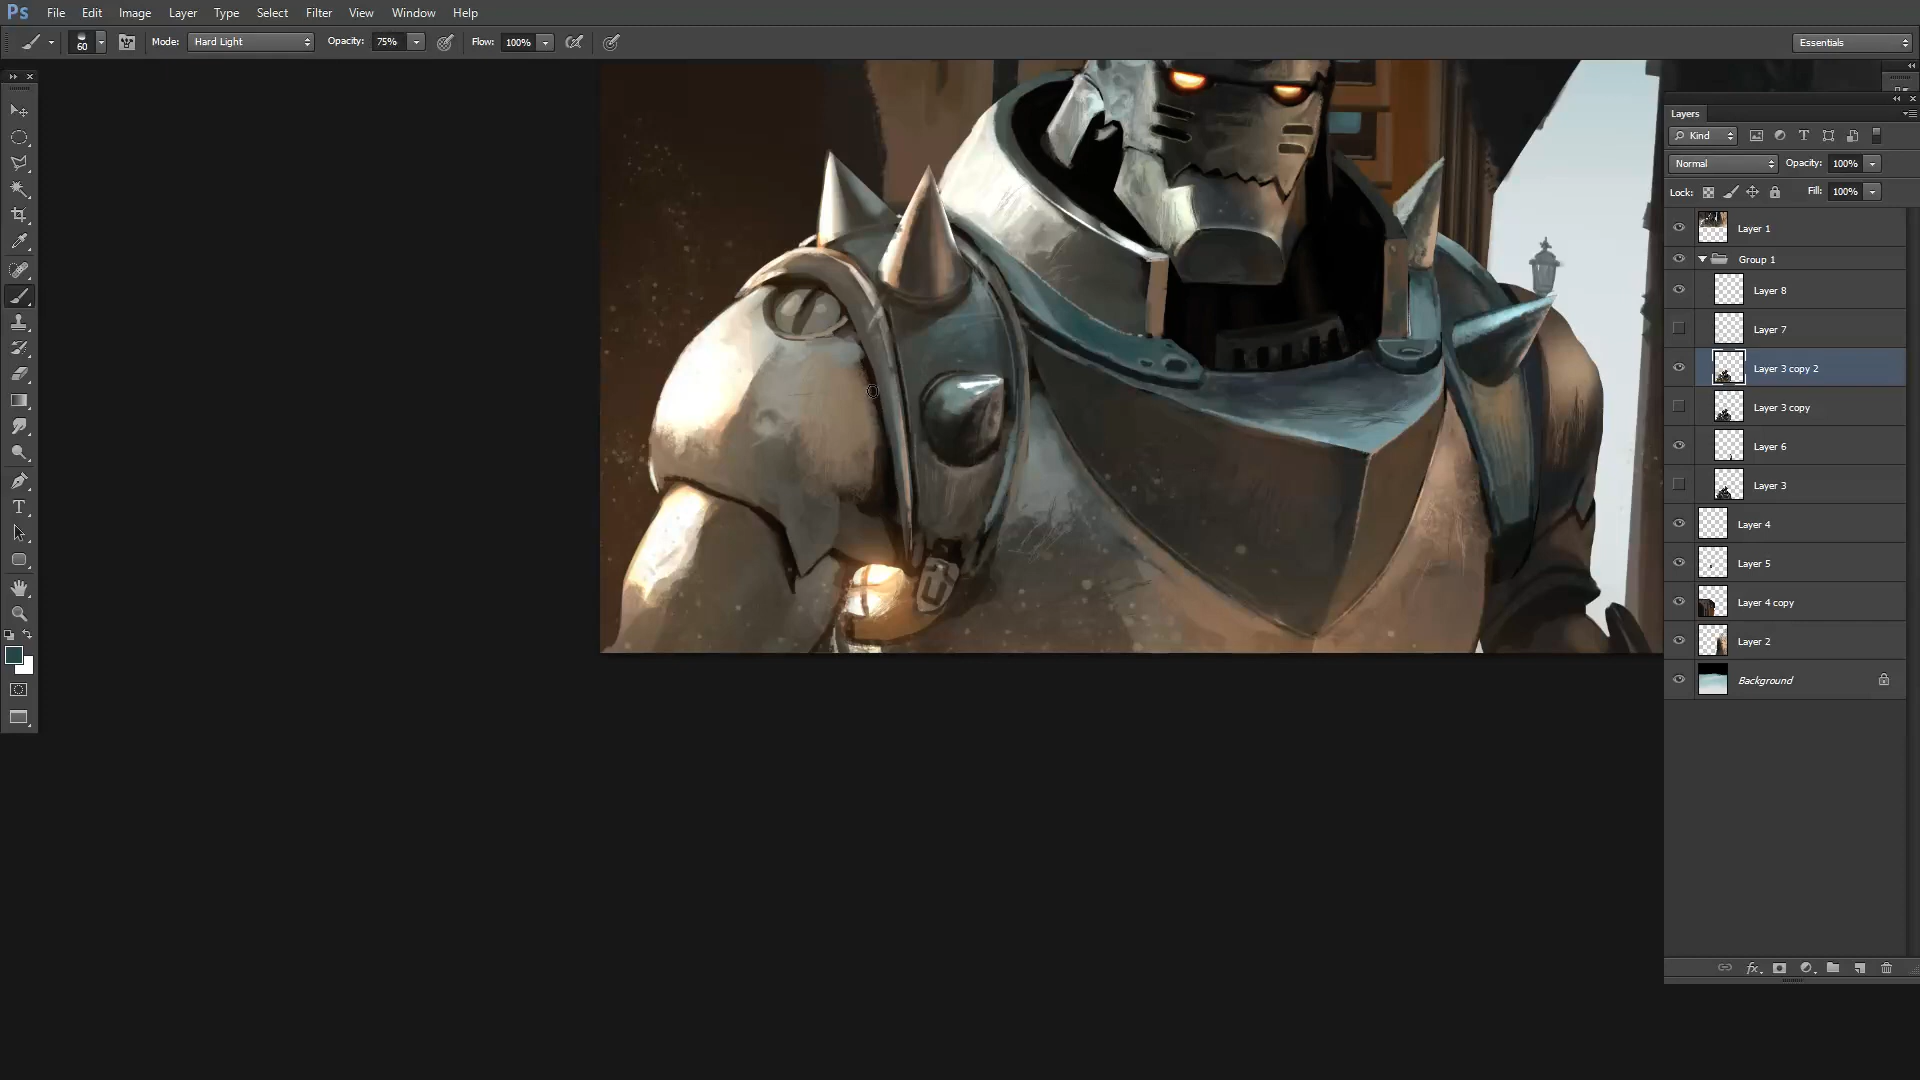 Ps File Edit Image Layer Type Select Filter View Window Help
60 Mode: Hard Light Opacity: 75% Flow: 100% Essentials
Layers
Kind
Normal Opacity: 100%
Lock: Fill: 100%
Layer 1
Group 1
Layer 8
Layer 7
Layer 3 copy 2
Layer 3 copy
Layer 6
Layer 3
Layer 4
Layer 5
Layer 4 copy
Layer 2
Background
fx